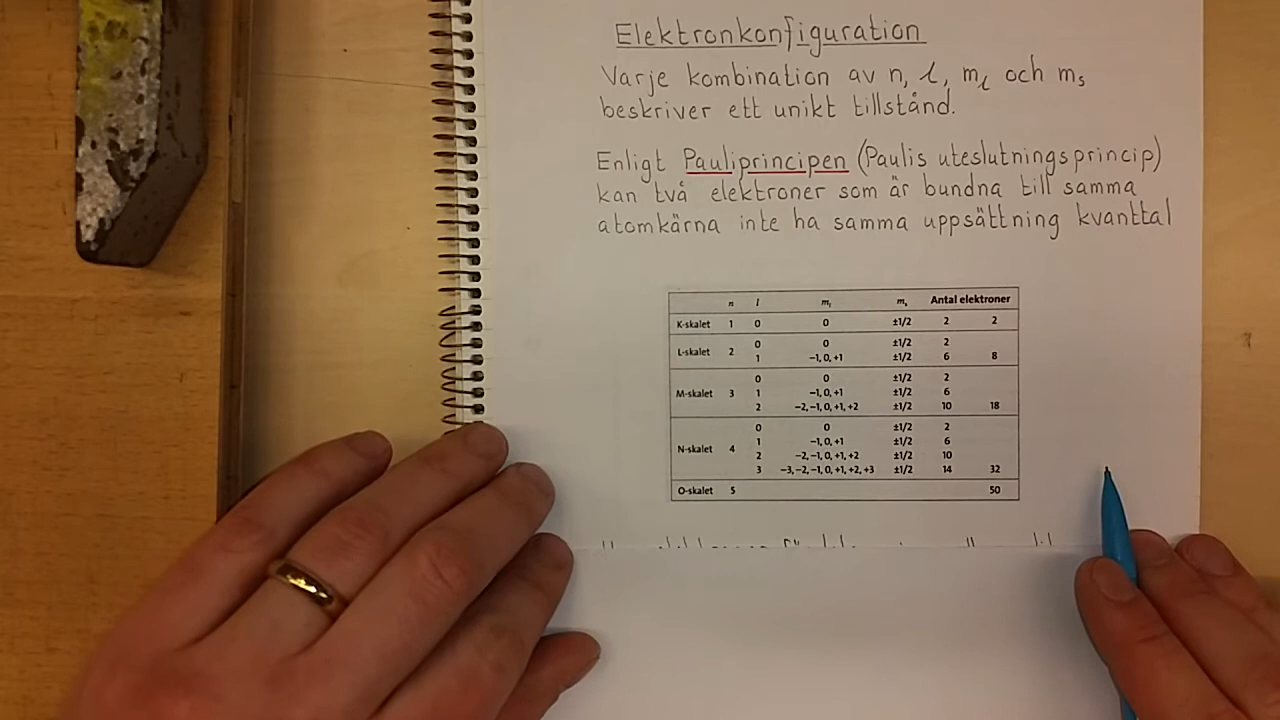 Elektronkonfiguration
Varje kombination av n, l, m_l och m_s
beskriver ett unikt tillstånd.
Enligt Pauliprincipen (Paulis uteslutningsprincip)
kan två elektroner som är bundna till samma
atomkärna inte ha samma uppsättning kvanttal
n l m_l m_s Antal elektroner
K-skalet 1 0 0 ±1/2 2 2
0 0 ±1/2 2
L-skalet 2 1 −1, 0, +1 ±1/2 6 8
0 0 ±1/2 2
M-skalet 3 1 −1, 0, +1 ±1/2 6
2 −2, −1, 0, +1, +2 ±1/2 10 18
0 0 ±1/2 2
1 −1, 0, +1 ±1/2 6
N-skalet 4 2 −2, −1, 0, +1, +2 ±1/2 10
3 −3, −2, −1, 0, +1, +2, +3 ±1/2 14 32
O-skalet 5 50